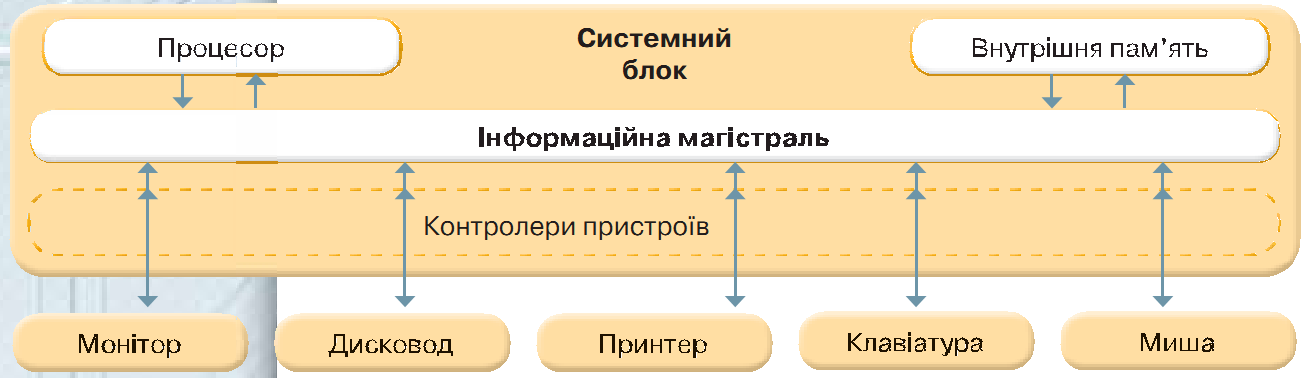 Процесор
Системний
блок
Внутрішня пам’ять
Інформаційна магістраль
Контролери пристроїв
Монітор
Дисковод
Принтер
Клавіатура
Миша